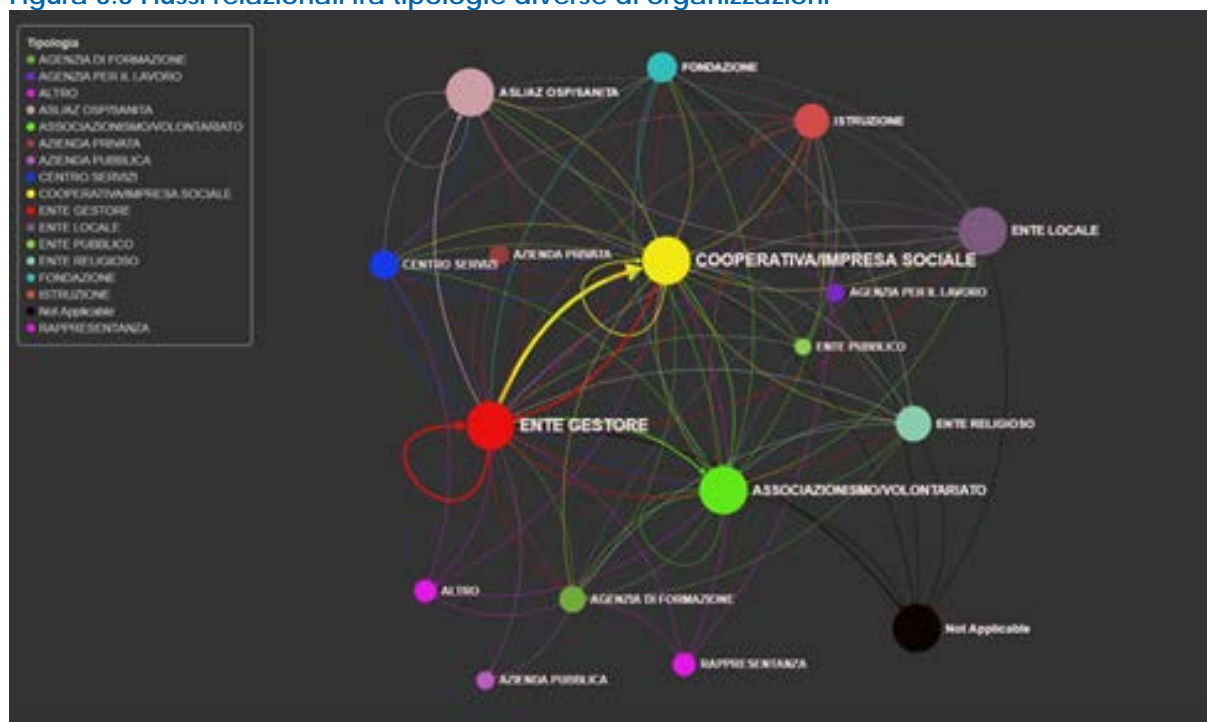 Figura 3.3 Flussi relazionali fra tipologie diverse di organizzazioni
Tipologia
AGENZIA DI FORMAZIONE
AGENZIA PER IL LAVORO
ALTRO
ASL/AZ OSP/SANITA
ASSOCIAZIONISMO/VOLONTARIATO
AZIENDA PRIVATA
AZIENDA PUBBLICA
CENTRO SERVIZI
COOPERATIVA/IMPRESA SOCIALE
ENTE GESTORE
ENTE LOCALE
ENTE PUBBLICO
ENTE RELIGIOSO
FONDAZIONE
ISTRUZIONE
Not Applicable
RAPPRESENTANZA
FONDAZIONE
ASL/AZ OSP/SANITA
ISTRUZIONE
ENTE LOCALE
AZIENDA PRIVATA
CENTRO SERVIZI
COOPERATIVA/IMPRESA SOCIALE
AGENZIA PER IL LAVORO
ENTE PUBBLICO
ENTE GESTORE
ENTE RELIGIOSO
ASSOCIAZIONISMO/VOLONTARIATO
ALTRO
AGENZIA DI FORMAZIONE
Not Applicable
RAPPRESENTANZA
AZIENDA PUBBLICA